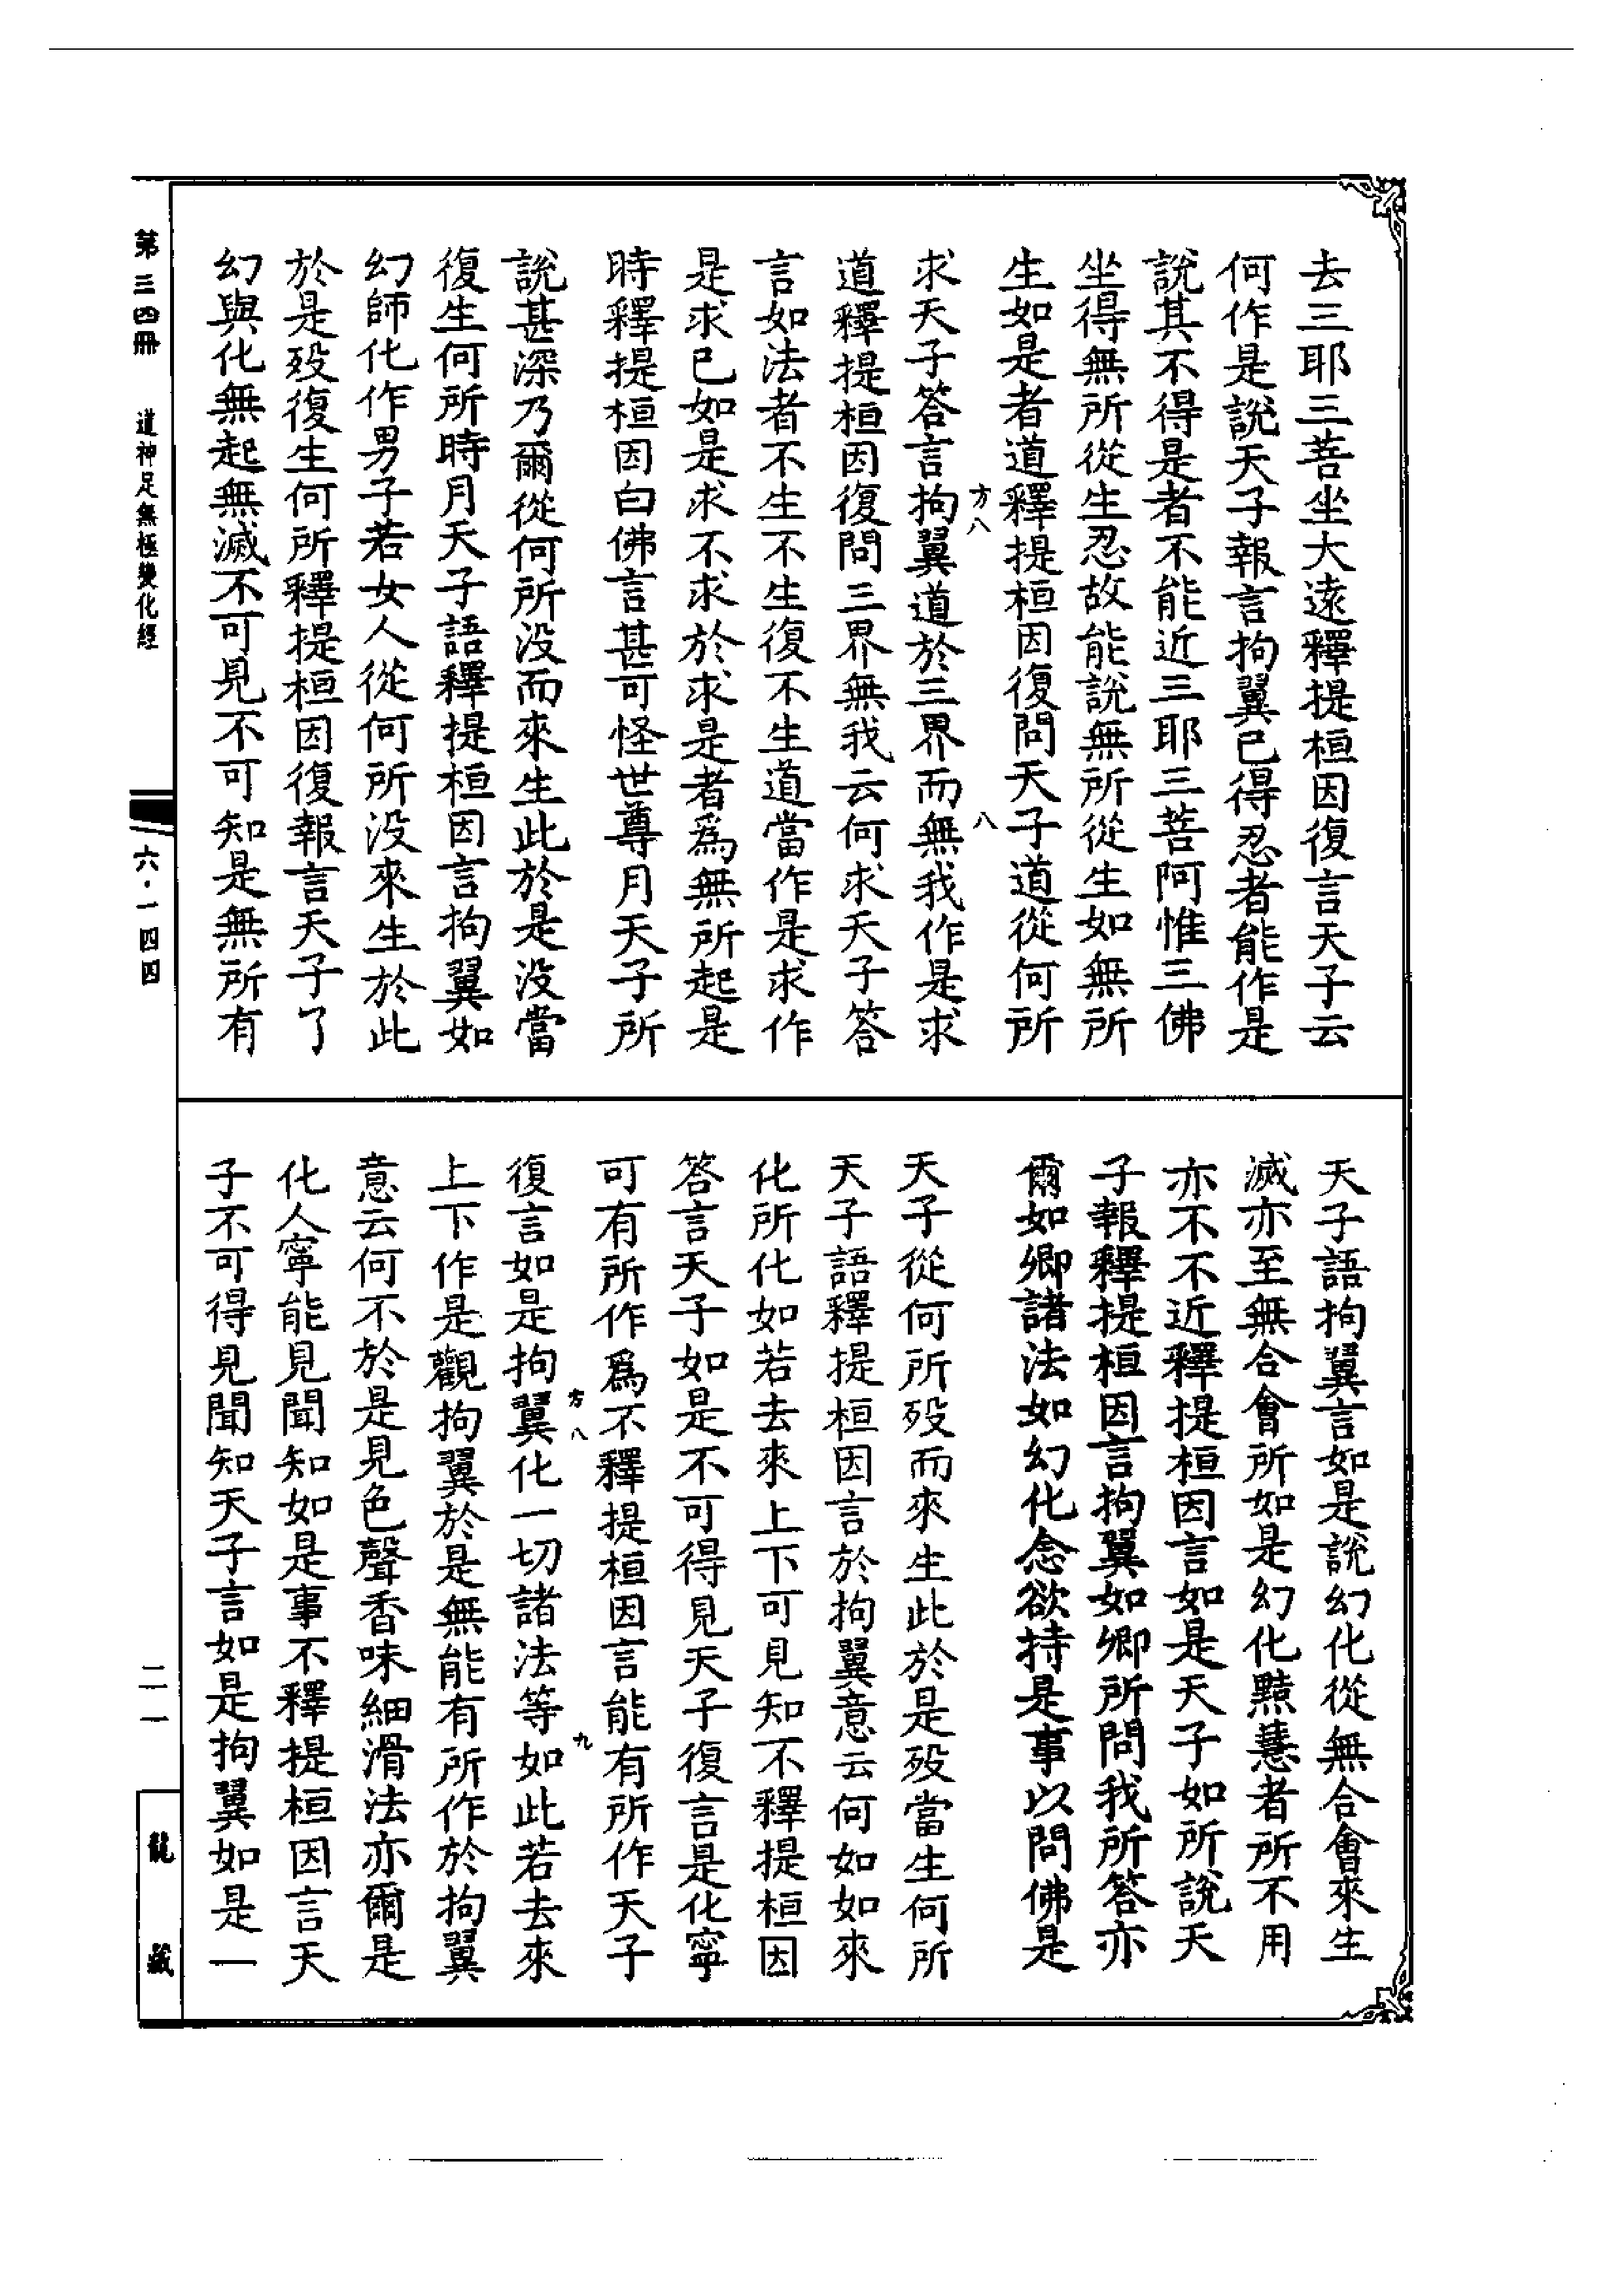 去三耶三菩坐大遠釋提桓因復言天子云
何作是說天子報言拘翼已得忍者能作是
說其不得是者不能近三耶三菩阿惟三佛
坐得無所從生忍故能說無所從生如無所
生如是者道釋提桓因復問天子道從何所
方八
八
求天子答言拘翼道於三界而無我作是求
道釋提桓因復問三界無我云何求天子答
言如法者不生不生復不生道當作是求作
是求已如是求不求於求是者爲無所起是
時釋提桓因白佛言甚可怪世尊月天子所
說甚深乃爾從何所没而來生此於是没當
復生何所時月天子語釋提桓因言拘翼如
幻師化作男子若女人從何所没來生於此
於是歿復生何所釋提桓因復報言天子了
幻與化無起無滅不可見不可知是無所有
天子語拘翼言如是說幻化從無合會來生
滅亦至無合會所如是幻化黠慧者所不用
亦不不近釋提桓因言如是天子如所說天
子報釋提桓因言拘翼如卿所問我所答亦
爾如卿諸法如幻化念欲持是事以問佛是
天子從何所歿而來生此於是歿當生何所
天子語釋提桓因言於拘翼意云何如如來
化所化如若去來上下可見知不釋提桓因
答言天子如是不可得見天子復言是化寧
可有所作爲不釋提桓因言能有所作天子
方八
九
復言如是拘翼化一切諸法等如此若去來
上下作是觀拘翼於是無能有所作於拘翼
意云何不於是見色聲香味細滑法亦爾是
化人寧能見聞知如是事不釋提桓因言天
子不可得見聞知天子言如是拘翼如是一
第三四冊 道神足無極變化經
六·一四四
二一
龍藏